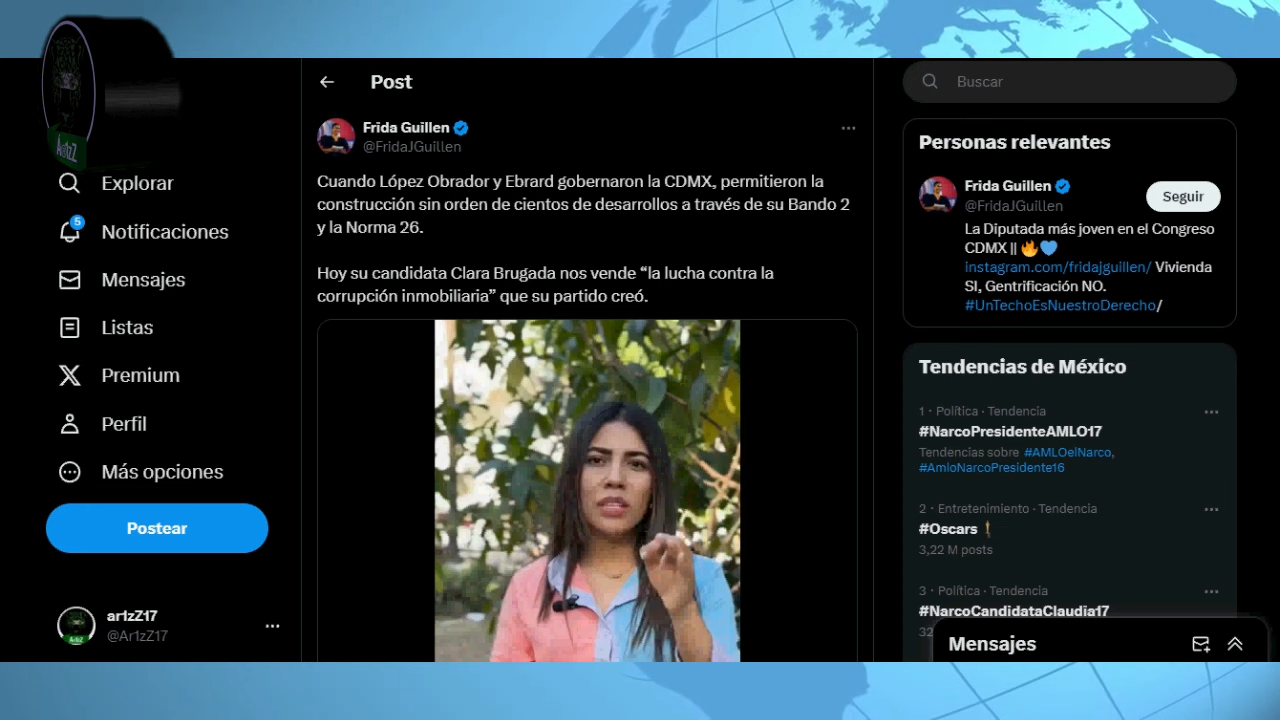 ArızZ
Explorar
5
Notificaciones
Mensajes
Listas
Premium
Perfil
Más opciones
Postear
ar1zZ17
@Ar1zZ17
Post
Frida Guillen
@FridaJGuillen
Cuando López Obrador y Ebrard gobernaron la CDMX, permitieron la
construcción sin orden de cientos de desarrollos a través de su Bando 2
y la Norma 26.
Hoy su candidata Clara Brugada nos vende “la lucha contra la
corrupción inmobiliaria” que su partido creó.
Buscar
Personas relevantes
Frida Guillen
@FridaJGuillen
Seguir
La Diputada más joven en el Congreso
CDMX || 🔥💙
instagram.com/fridajguillen/ Vivienda
SI, Gentrificación NO.
#UnTechoEsNuestroDerecho/
Tendencias de México
1 · Política · Tendencia
#NarcoPresidenteAMLO17
Tendencias sobre #AMLOelNarco,
#AmloNarcoPresidente16
2 · Entretenimiento · Tendencia
#Oscars
3,22 M posts
3 · Política · Tendencia
#NarcoCandidataClaudia17
32
Mensajes